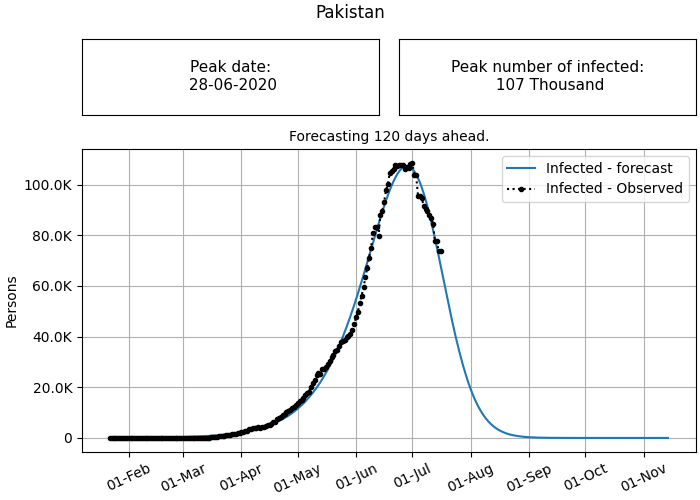 Pakistan
Peak date:
28-06-2020
Peak number of infected:
107 Thousand
Forecasting 120 days ahead.
Infected - forecast
Infected - Observed
100.0K
80.0K
60.0K
40.0K
20.0K
0
Persons
01-Feb
01-Mar
01-Apr
01-May
01-Jun
01-Jul
01-Aug
01-Sep
01-Oct
01-Nov